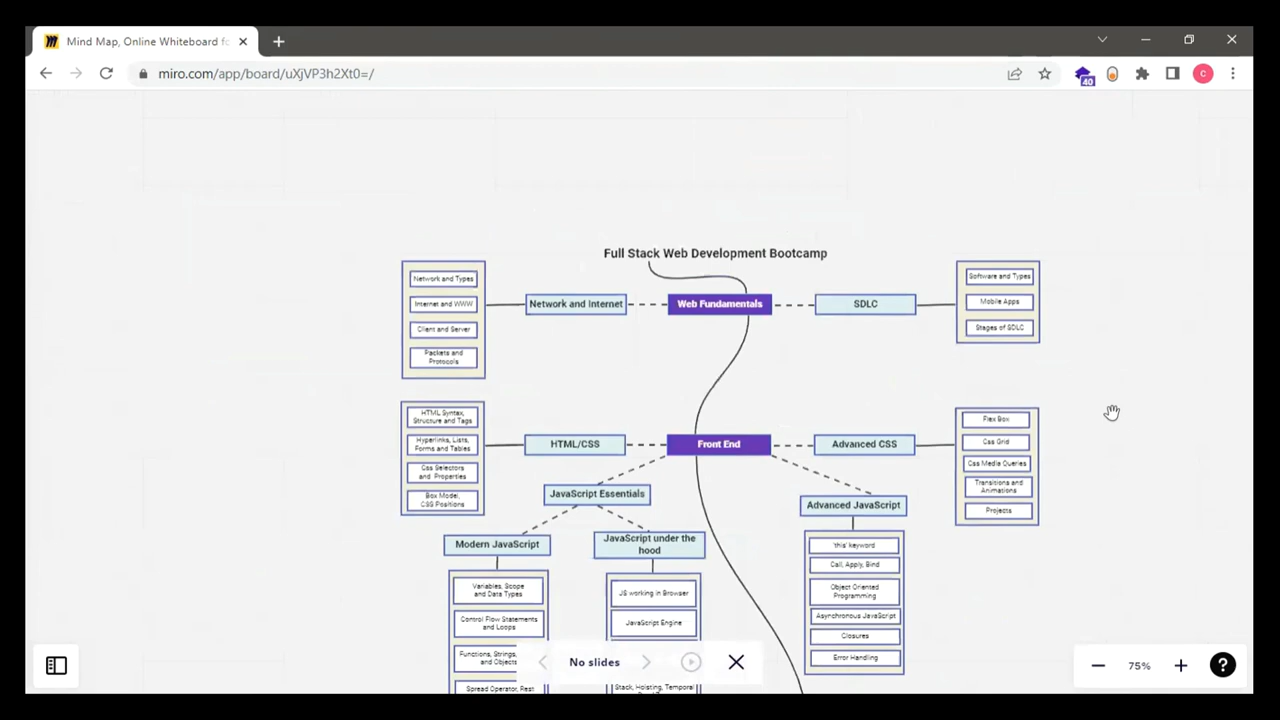 Mind Map, Online Whiteboard fo
miro.com/app/board/uXjVP3h2Xt0=/
40
C
Full Stack Web Development Bootcamp
Network and Types
Internet and WWW
Client and Server
Packets and
Protocols
Network and Internet
Web Fundamentals
SDLC
Software and Types
Mobile Apps
Stages of SDLC
HTML Syntax,
Structure and Tags
Hyperlinks, Lists,
Forms and Tables
Css Selectors
and Properties
Box Model,
CSS Positions
HTML/CSS
Front End
Advanced CSS
Flex Box
Css Grid
Css Media Queries
Transitions and
Animations
Projects
JavaScript Essentials
Advanced JavaScript
Modern JavaScript
JavaScript under the
hood
'this' keyword
Call, Apply, Bind
Object Oriented
Programming
Asynchronous JavaScript
Closures
Error Handling
Variables, Scope
and Data Types
Control Flow Statements
and Loops
Functions, Strings,
and Objects
Spread Operator, Rest
JS working in Browser
JavaScript Engine
Stack, Hoisting, Temporal
No slides
75%